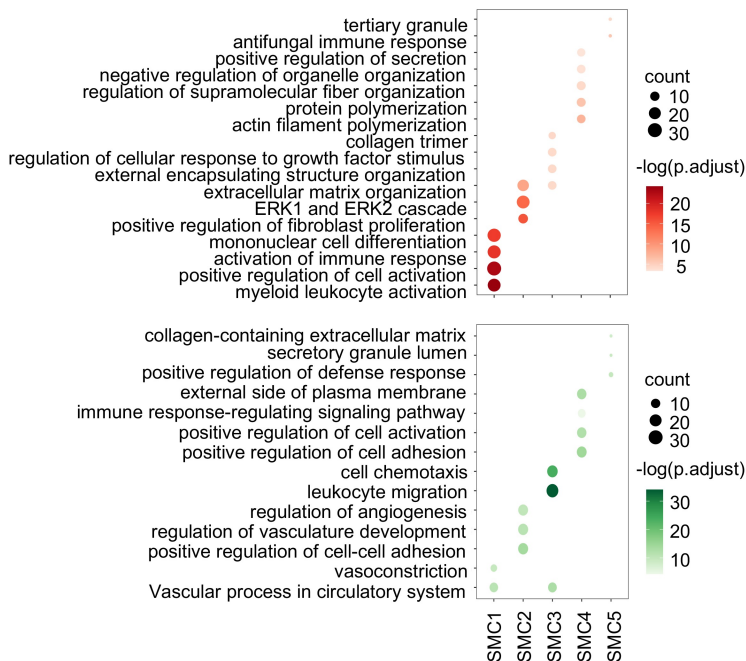 tertiary granule
antifungal immune response
positive regulation of secretion
negative regulation of organelle organization
regulation of supramolecular fiber organization
protein polymerization
actin filament polymerization
collagen trimer
regulation of cellular response to growth factor stimulus
external encapsulating structure organization
extracellular matrix organization
ERK1 and ERK2 cascade
positive regulation of fibroblast proliferation
mononuclear cell differentiation
activation of immune response
positive regulation of cell activation
myeloid leukocyte activation
count
10
20
30
-log(p.adjust)
20
15
10
5
collagen-containing extracellular matrix
secretory granule lumen
positive regulation of defense response
external side of plasma membrane
immune response-regulating signaling pathway
positive regulation of cell activation
positive regulation of cell adhesion
cell chemotaxis
leukocyte migration
regulation of angiogenesis
regulation of vasculature development
positive regulation of cell-cell adhesion
vasoconstriction
Vascular process in circulatory system
count
10
20
30
-log(p.adjust)
30
20
10
SMC1
SMC2
SMC3
SMC4
SMC5